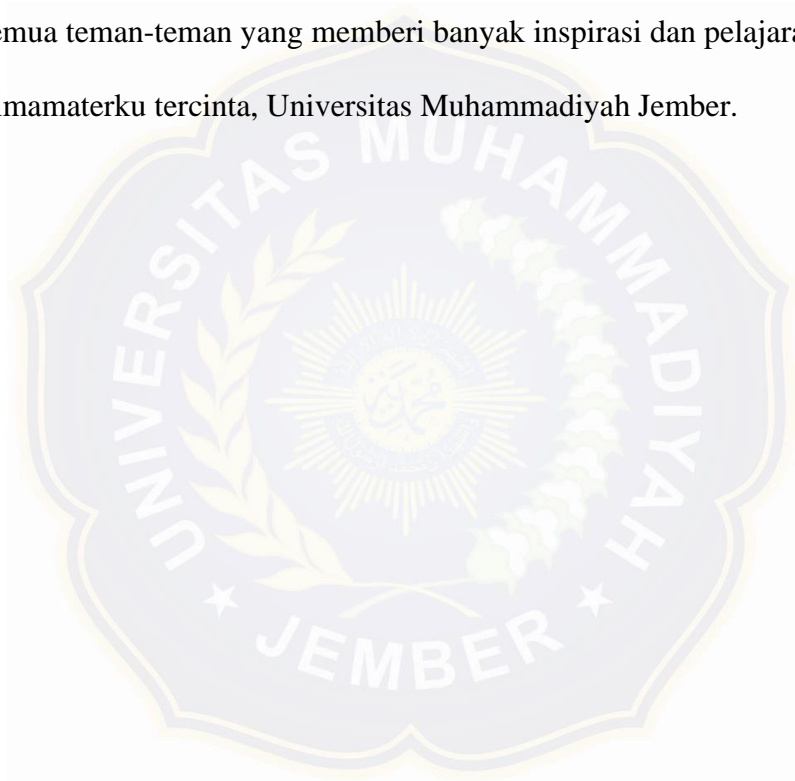 emua teman-teman yang memberi banyak inspirasi dan pelajara
mamaterku tercinta, Universitas Muhammadiyah Jember.
UNIVERSITAS MUHAMMADIYAH
JEMBER